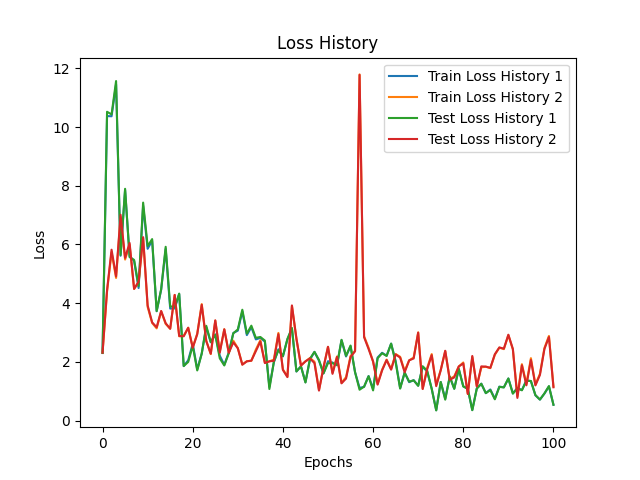 Loss History
12
10
8
6
4
2
0
Loss
Train Loss History 1
Train Loss History 2
Test Loss History 1
Test Loss History 2
0 20 40 60 80 100
Epochs